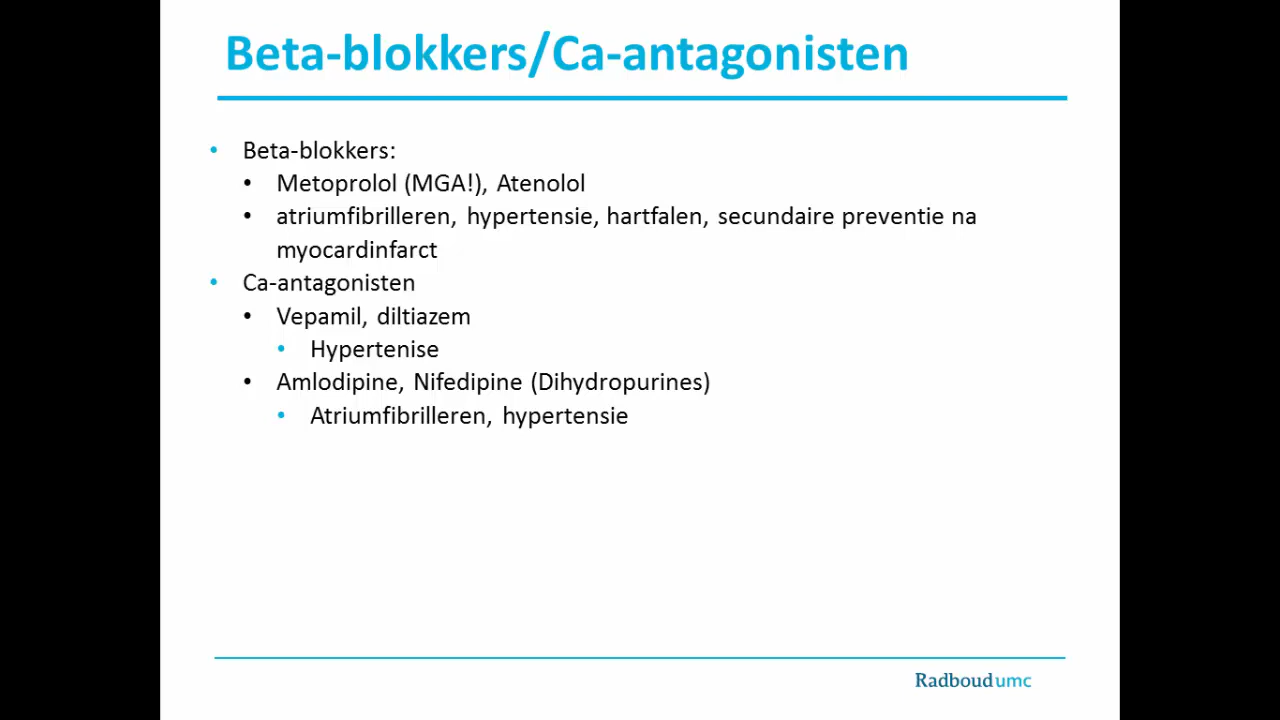 Beta-blokkers/Ca-antagonisten
• Beta-blokkers:
• Metoprolol (MGA!), Atenolol
• atriumfibrilleren, hypertensie, hartfalen, secundaire preventie na
myocardinfarct
• Ca-antagonisten
• Vepamil, diltiazem
• Hypertenise
• Amlodipine, Nifedipine (Dihydropurines)
• Atriumfibrilleren, hypertensie
Radboudumc